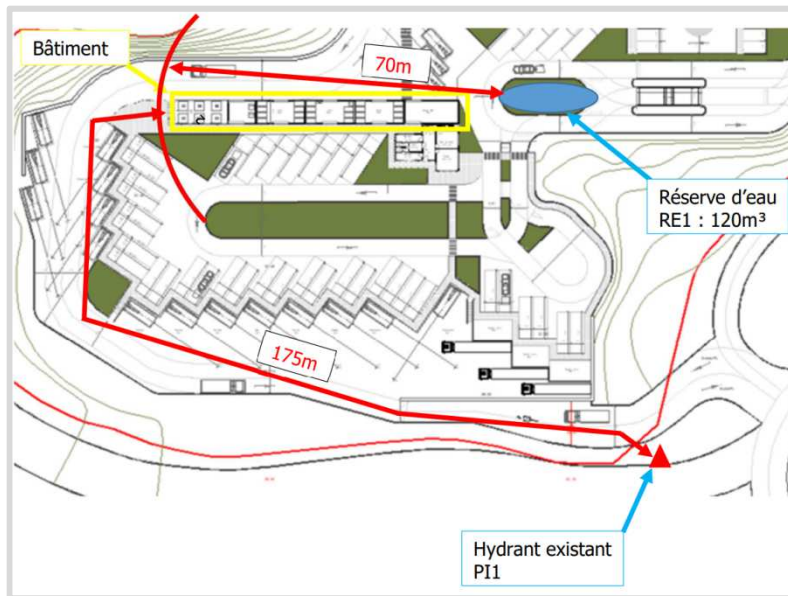 Bâtiment
70m
Réserve d'eau
RE1 : 120m³
175m
Hydrant existant
PI1